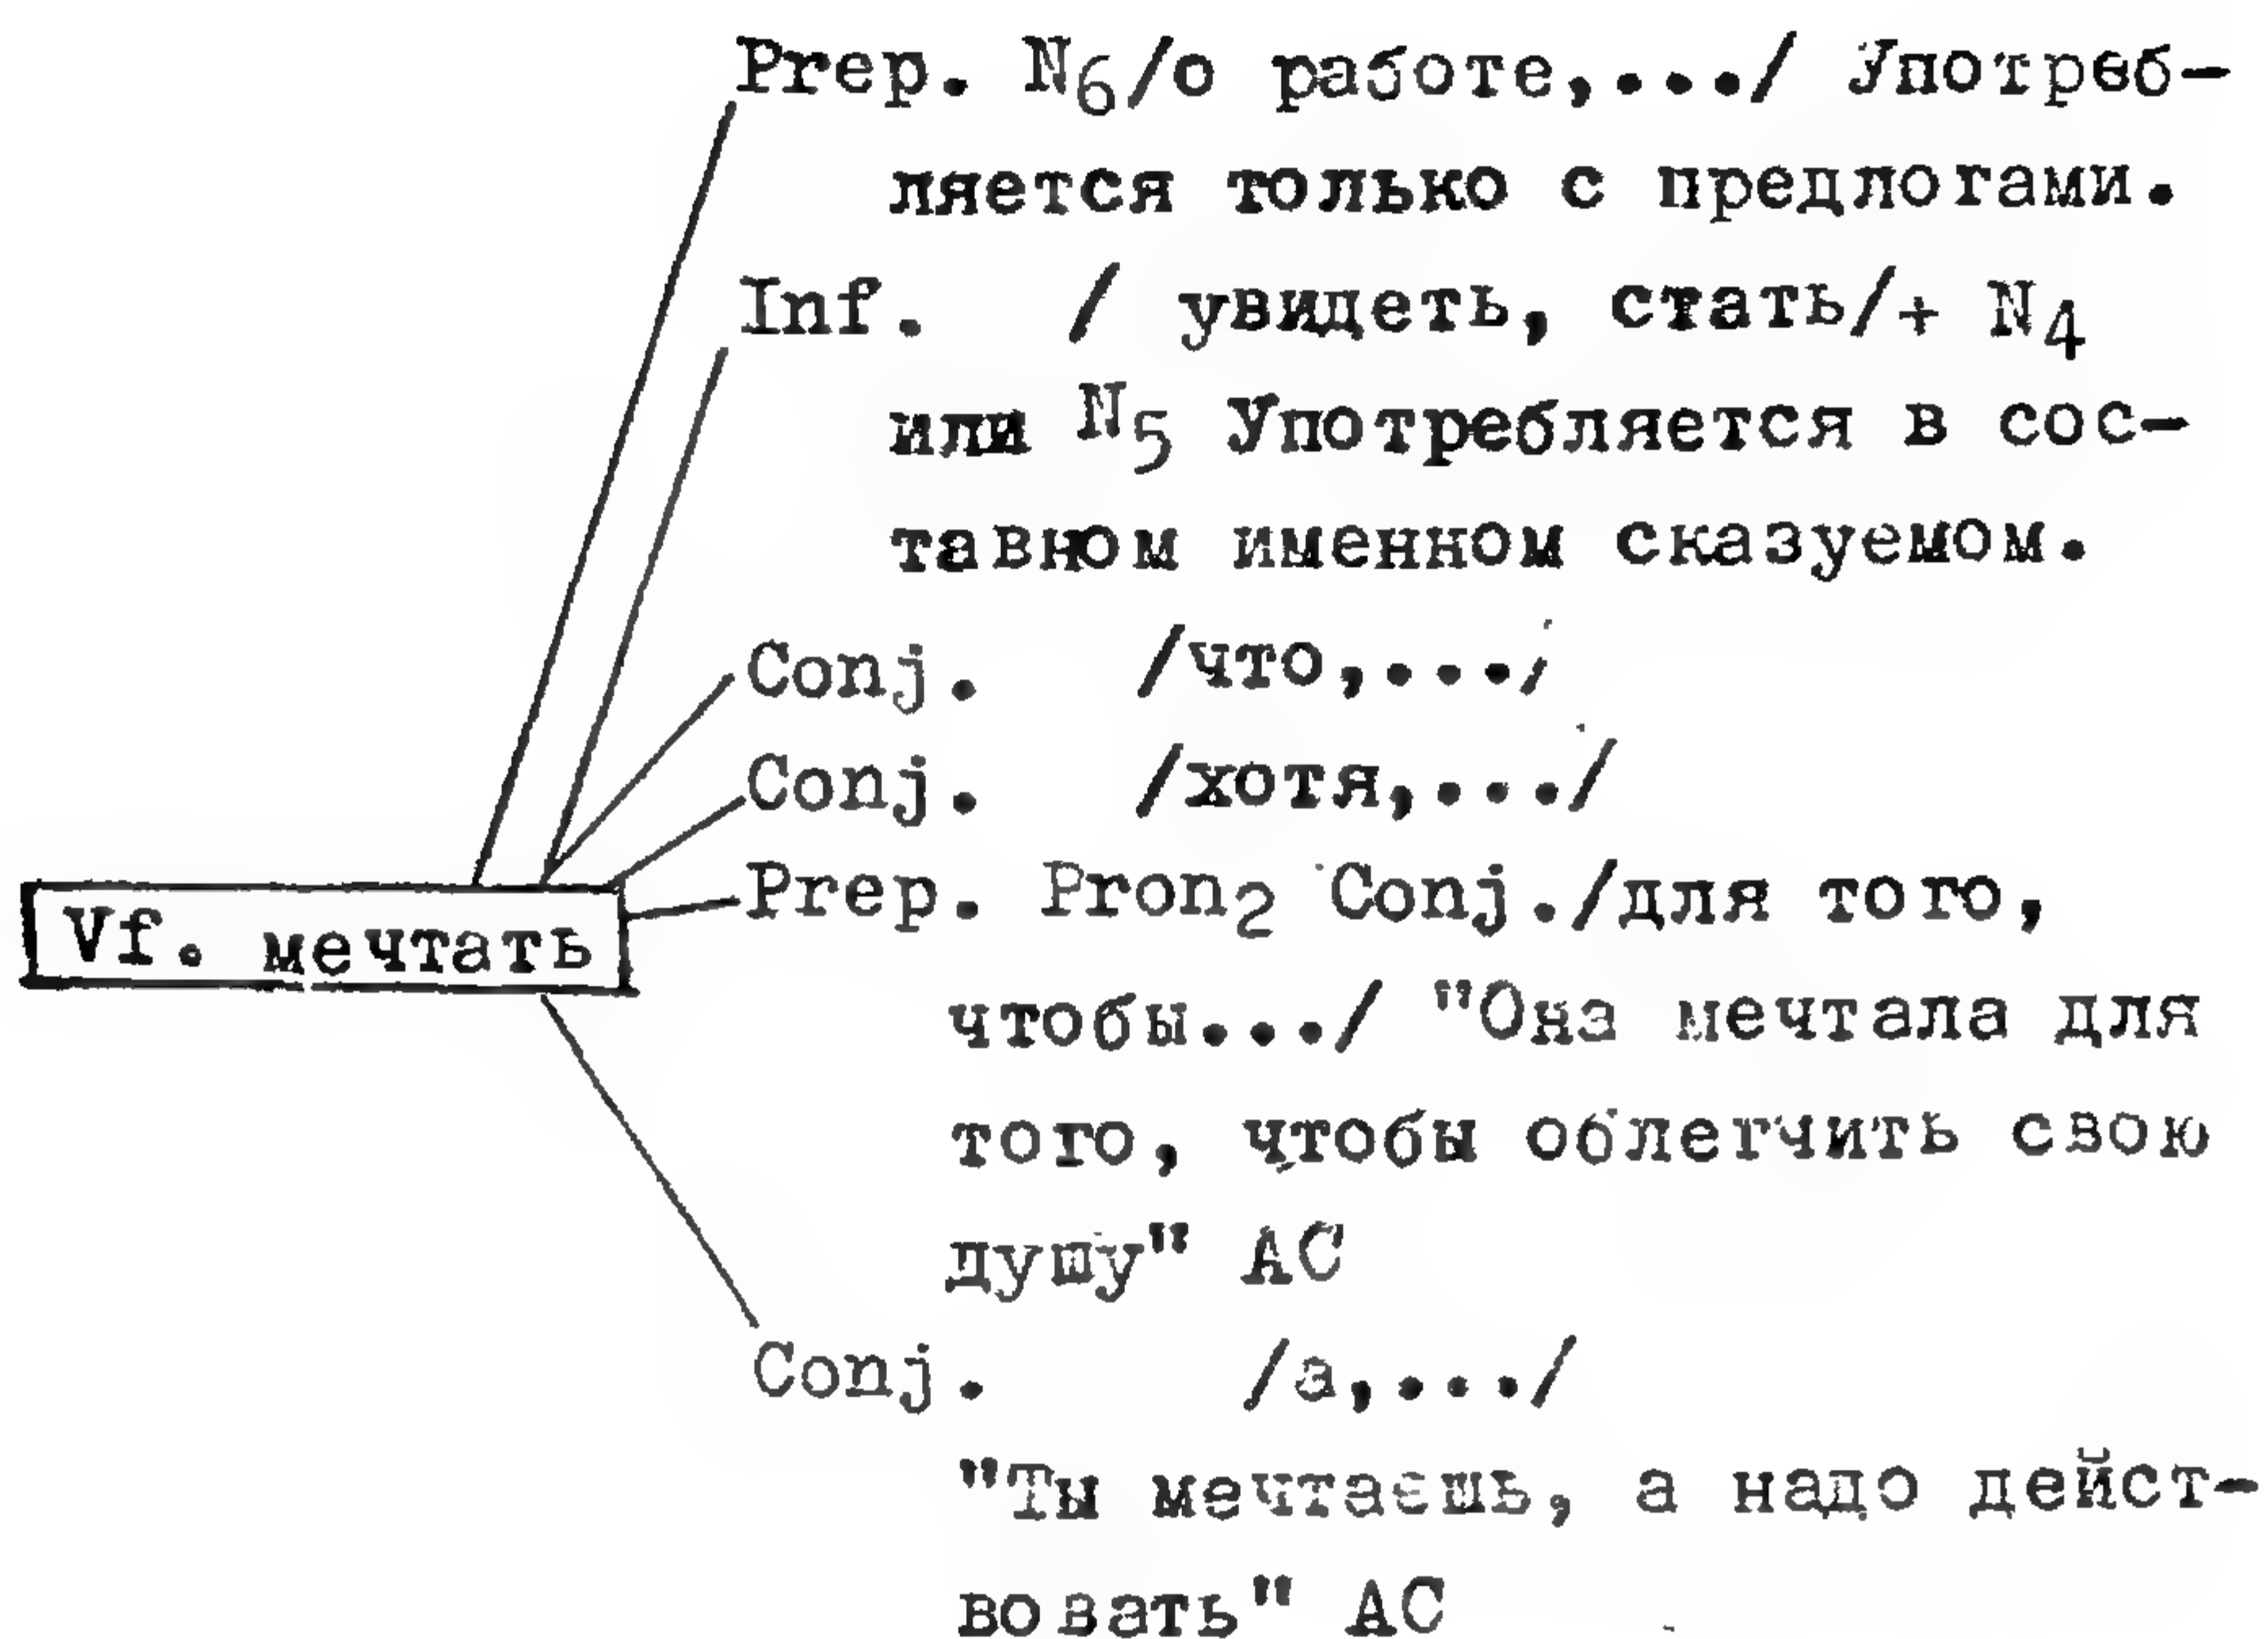 Prep. N6/о работе,.../ Употреб-
ляется только с предлогами.
Inf. / увидеть, стать/+ N4
или N5 Употребляется в сос-
тавном именном сказуемом.
Conj. /что,.../
Conj. /хотя,.../
Prep. Pron2 Conj./для того,
Vf. мечтать
чтобы.../ "Она мечтала для
того, чтобы облегчить свою
душу" АС
Conj. /а,.../
"Ты мечтаешь, а надо дейст-
вовать" АС